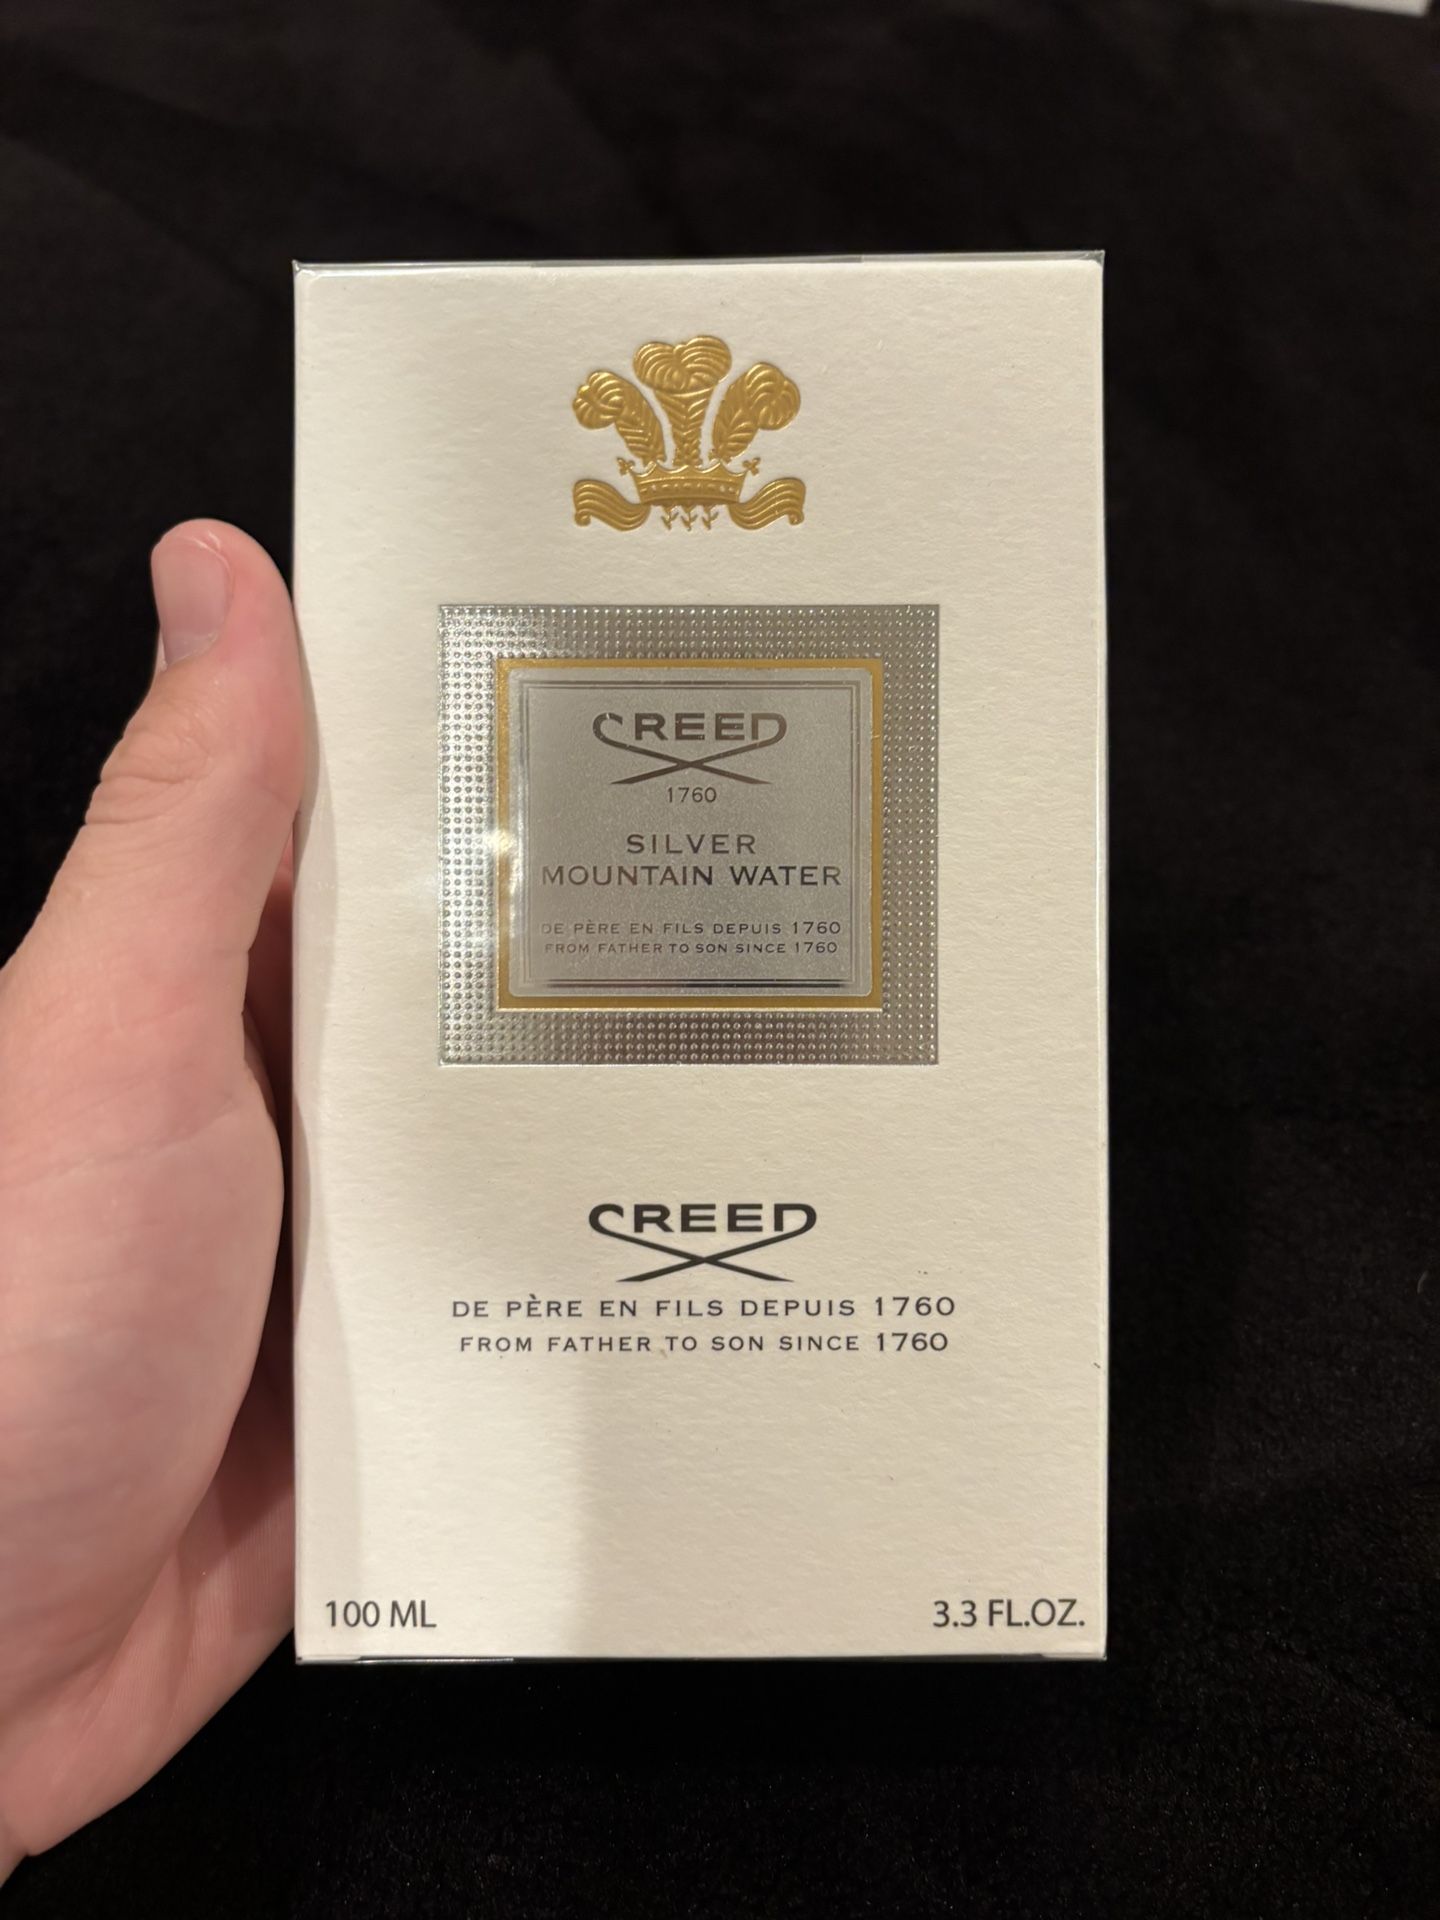 CREED
1760
SILVER
MOUNTAIN WATER
DE PÈRE EN FILS DEPUIS 1760
FROM FATHER TO SON SINCE 1760
CREED
DE PÈRE EN FILS DEPUIS 1760
FROM FATHER TO SON SINCE 1760
100 ML
3.3 FL.OZ.